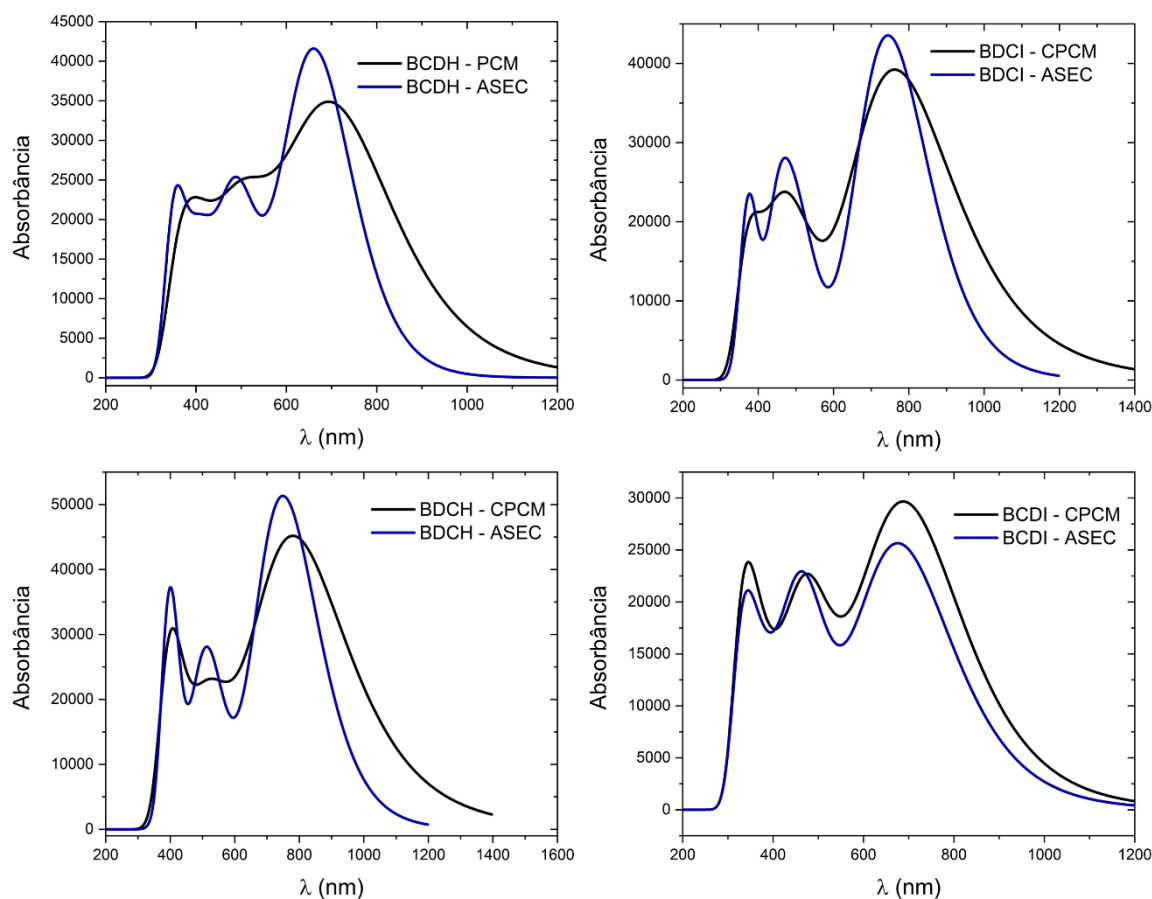 45000
40000
35000
30000
25000
20000
15000
10000
5000
0
Absorbância
BCDH - PCM
BCDH - ASEC
200 400 600 800 1000 1200
λ (nm)
40000
30000
20000
10000
0
Absorbância
BDCI - CPCM
BDCI - ASEC
200 400 600 800 1000 1200 1400
λ (nm)
50000
40000
30000
20000
10000
0
Absorbância
BDCH - CPCM
BDCH - ASEC
200 400 600 800 1000 1200 1400 1600
λ (nm)
30000
25000
20000
15000
10000
5000
0
Absorbância
BCDI - CPCM
BCDI - ASEC
200 400 600 800 1000 1200
λ (nm)